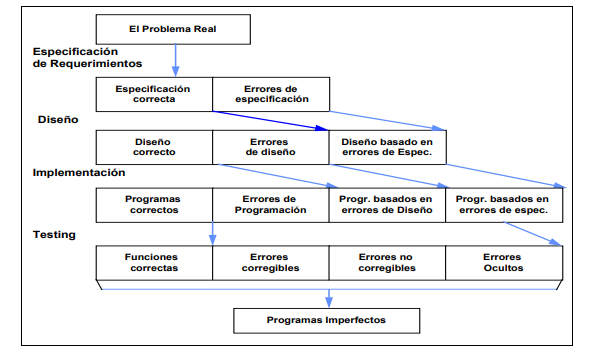 El Problema Real
Especificación
de Requerimientos
Especificación
correcta
Errores de
especificación
Diseño
Diseño
correcto
Errores
de diseño
Diseño basado en
errores de Espec.
Implementación
Programas
correctos
Errores de
Programación
Progr. basados en
errores de Diseño
Progr. basados en
errores de espec.
Testing
Funciones
correctas
Errores
corregibles
Errores no
corregibles
Errores
Ocultos
Programas Imperfectos